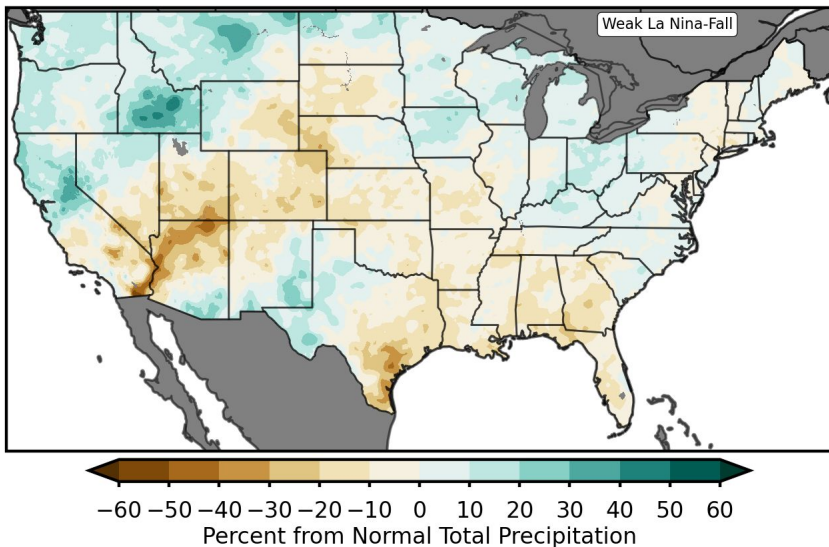 Weak La Nina-Fall
−60 −50 −40 −30 −20 −10 0 10 20 30 40 50 60
Percent from Normal Total Precipitation